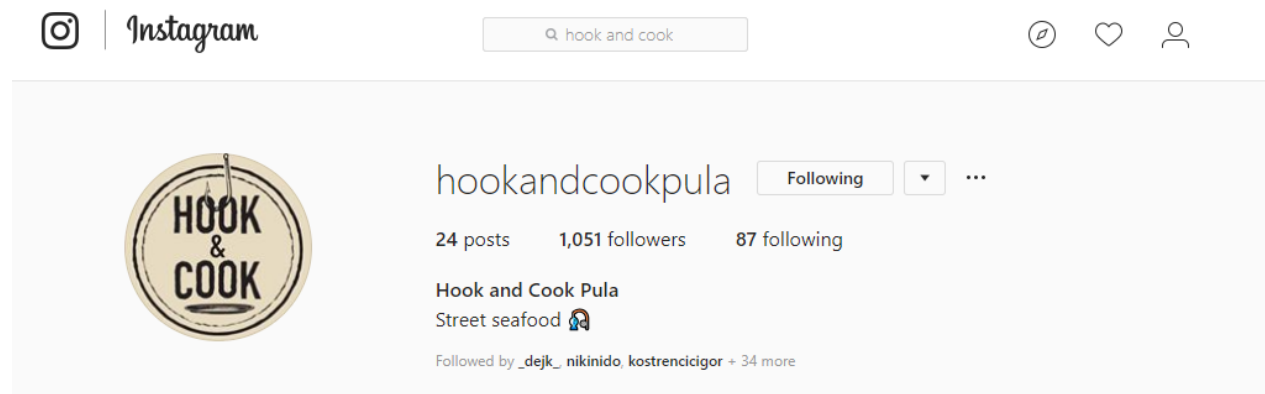 Instagram
hook and cook
HOOK
&
COOK
hookandcookpula Following
24 posts 1,051 followers 87 following
Hook and Cook Pula
Street seafood 🎣
Followed by _dejk_, nikinido, kostrencicigor + 34 more